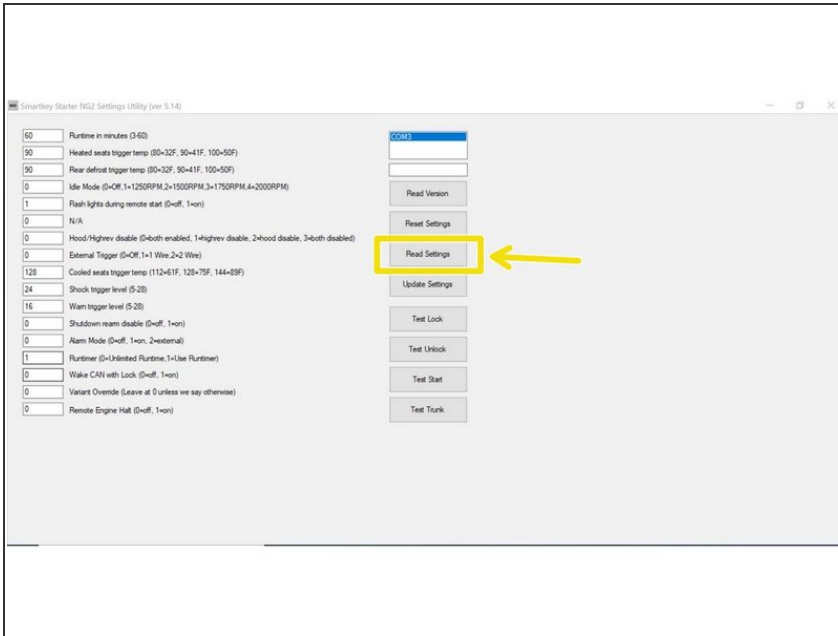 Smartkey Starter NG2 Settings Utility (ver 5.14)
60 Runtime in minutes (3-60)
90 Heated seats trigger temp (80=32F, 90=41F, 100=50F)
90 Rear defrost trigger temp (80=32F, 90=41F, 100=50F)
0 Idle Mode (0=Off,1=1250RPM,2=1500RPM,3=1750RPM,4=2000RPM)
1 Flash lights during remote start (0=off, 1=on)
0 N/A
0 Hood/Highrev disable (0=both enabled, 1=highrev disable, 2=hood disable, 3=both disabled)
0 External Trigger (0=Off,1=1 Wire,2=2 Wire)
128 Cooled seats trigger temp (112=61F, 128=75F, 144=89F)
24 Shock trigger level (5-28)
16 Warn trigger level (5-28)
0 Shutdown rearm disable (0=off, 1=on)
0 Alarm Mode (0=off, 1=on, 2=external)
1 Runtimer (0=Unlimited Runtime,1=Use Runtimer)
0 Wake CAN with Lock (0=off, 1=on)
0 Variant Override (Leave at 0 unless we say otherwise)
0 Remote Engine Halt (0=off, 1=on)
COM3
Read Version
Reset Settings
Read Settings
Update Settings
Test Lock
Test Unlock
Test Start
Test Trunk